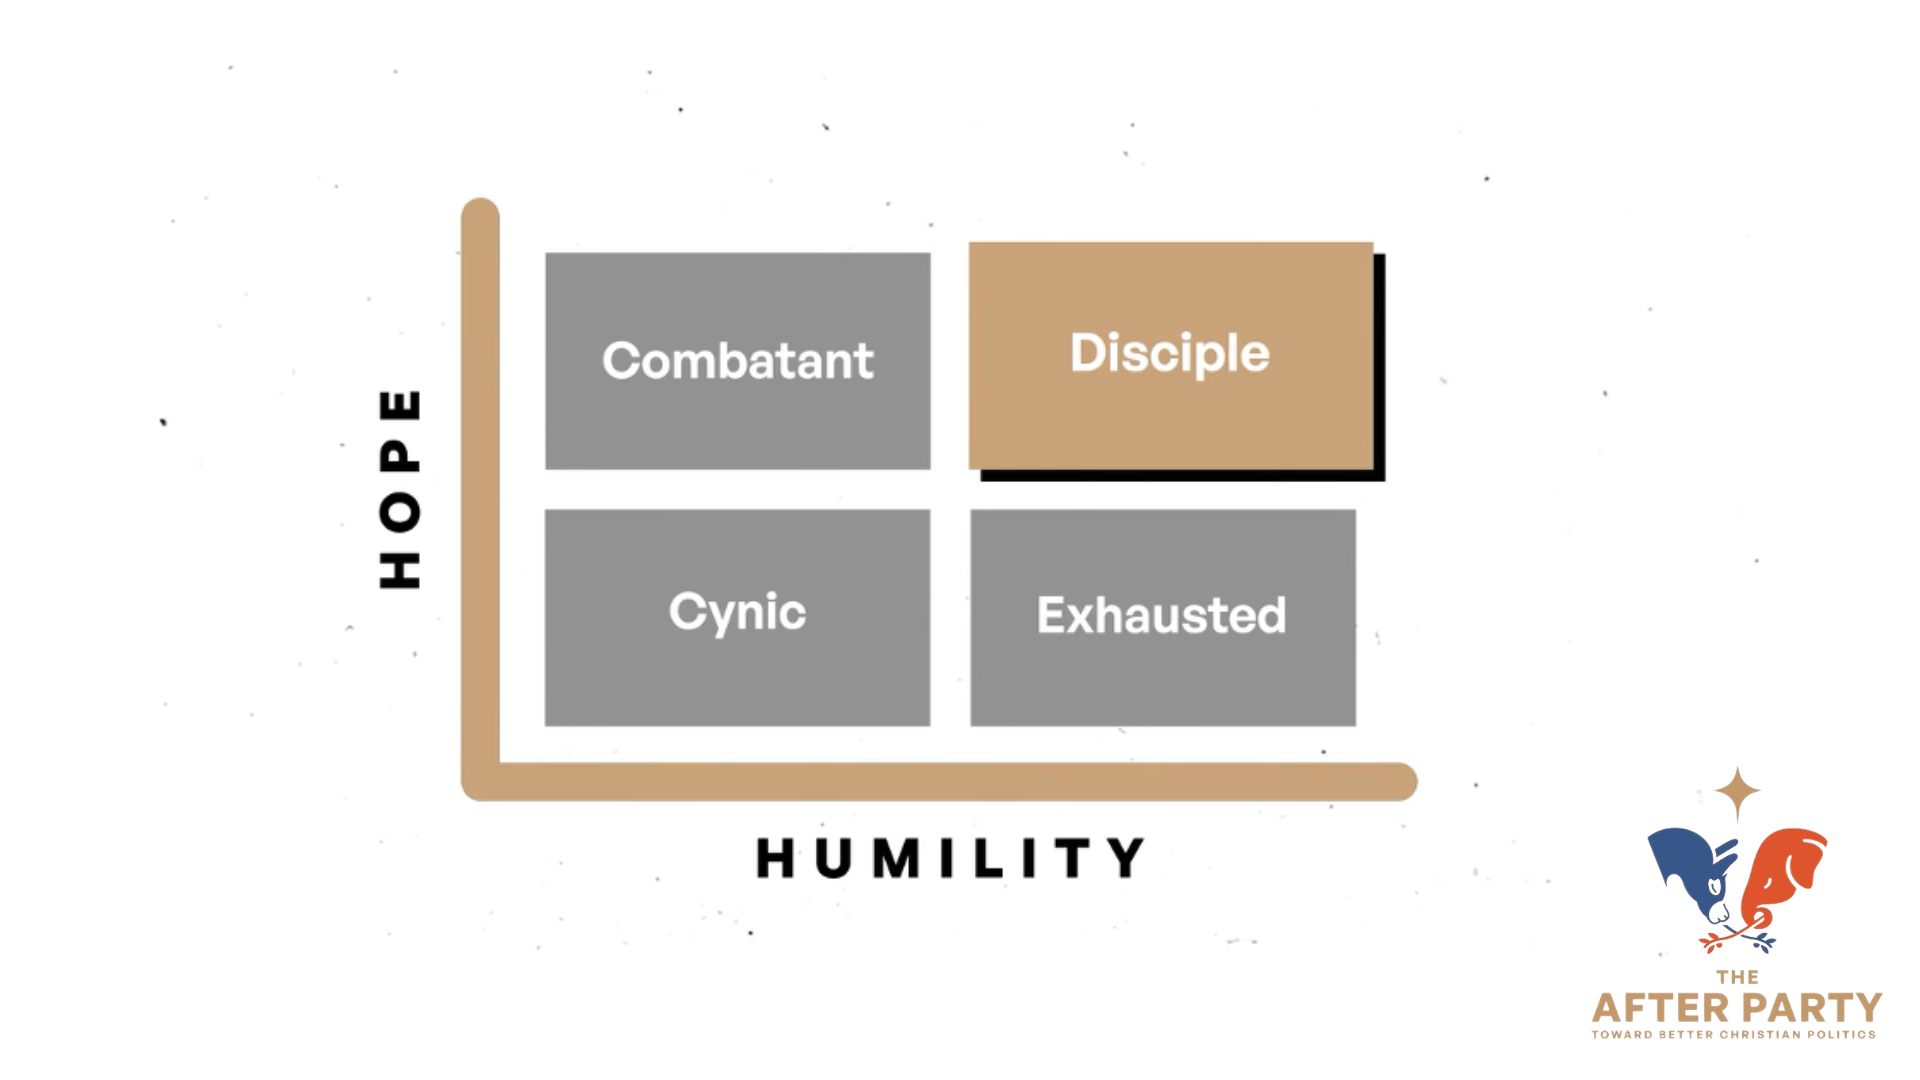 HOPE
Combatant
Disciple
Cynic
Exhausted
HUMILITY
THE
AFTER PARTY
TOWARD BETTER CHRISTIAN POLITICS